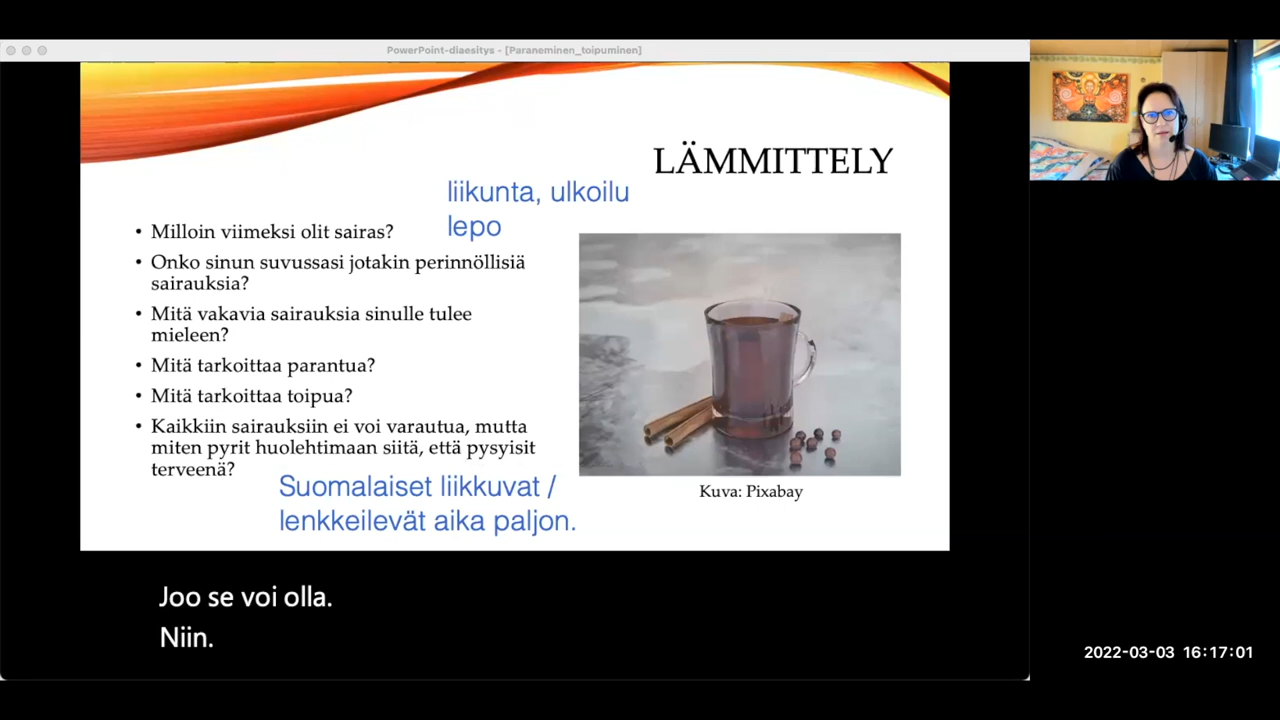 PowerPoint-diaesitys - [Paraneminen_toipuminen]
LÄMMITTELY
liikunta, ulkoilu
lepo
• Milloin viimeksi olit sairas?
• Onko sinun suvussasi jotakin perinnöllisiä
sairauksia?
• Mitä vakavia sairauksia sinulle tulee
mieleen?
• Mitä tarkoittaa parantua?
• Mitä tarkoittaa toipua?
• Kaikkiin sairauksiin ei voi varautua, mutta
miten pyrit huolehtimaan siitä, että pysyisit
terveenä?
Suomalaiset liikkuvat /
lenkkeilevät aika paljon.
Kuva: Pixabay
Joo se voi olla.
Niin.
2022-03-03 16:17:01